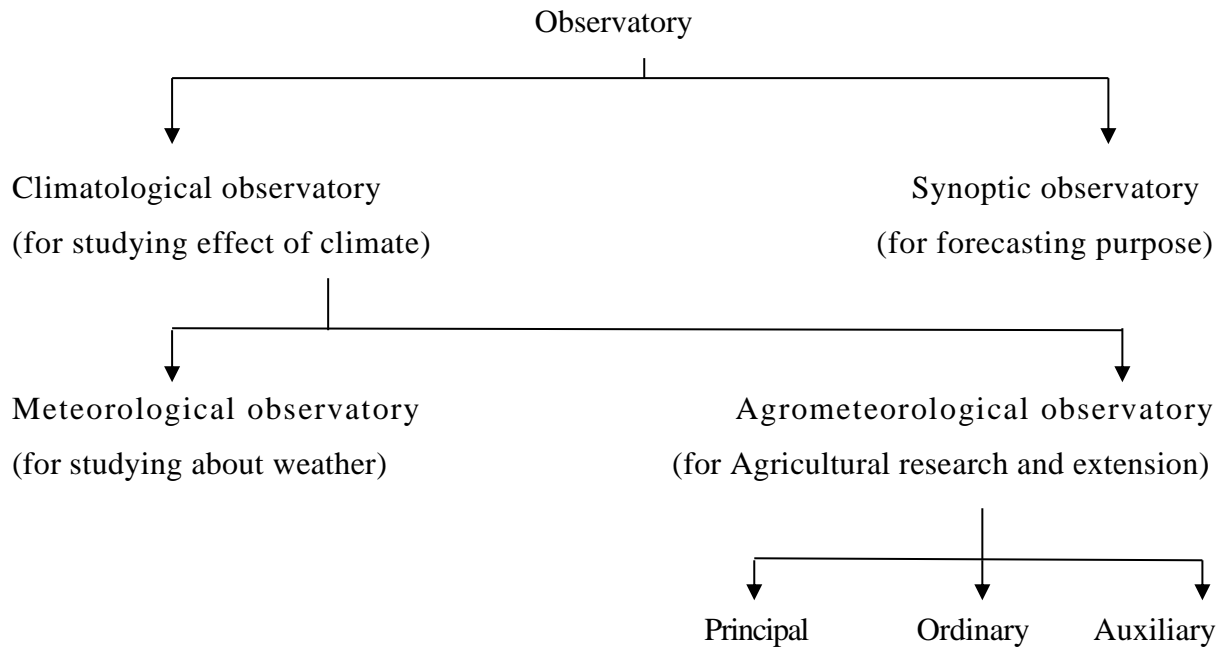 Observatory
Climatological observatory
(for studying effect of climate)
Synoptic observatory
(for forecasting purpose)
Meteorological observatory
(for studying about weather)
Agrometeorological observatory
(for Agricultural research and extension)
Principal
Ordinary
Auxiliary